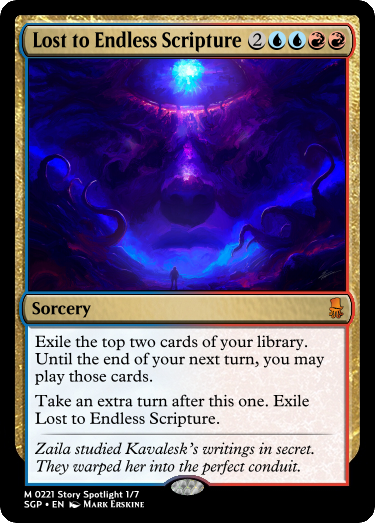 Lost to Endless Scripture 2
Sorcery
Exile the top two cards of your library.
Until the end of your next turn, you may
play those cards.
Take an extra turn after this one. Exile
Lost to Endless Scripture.
Zaila studied Kavalesk's writings in secret.
They warped her into the perfect conduit.
M 0221 Story Spotlight 1/7
SGP • EN Mark Erskine